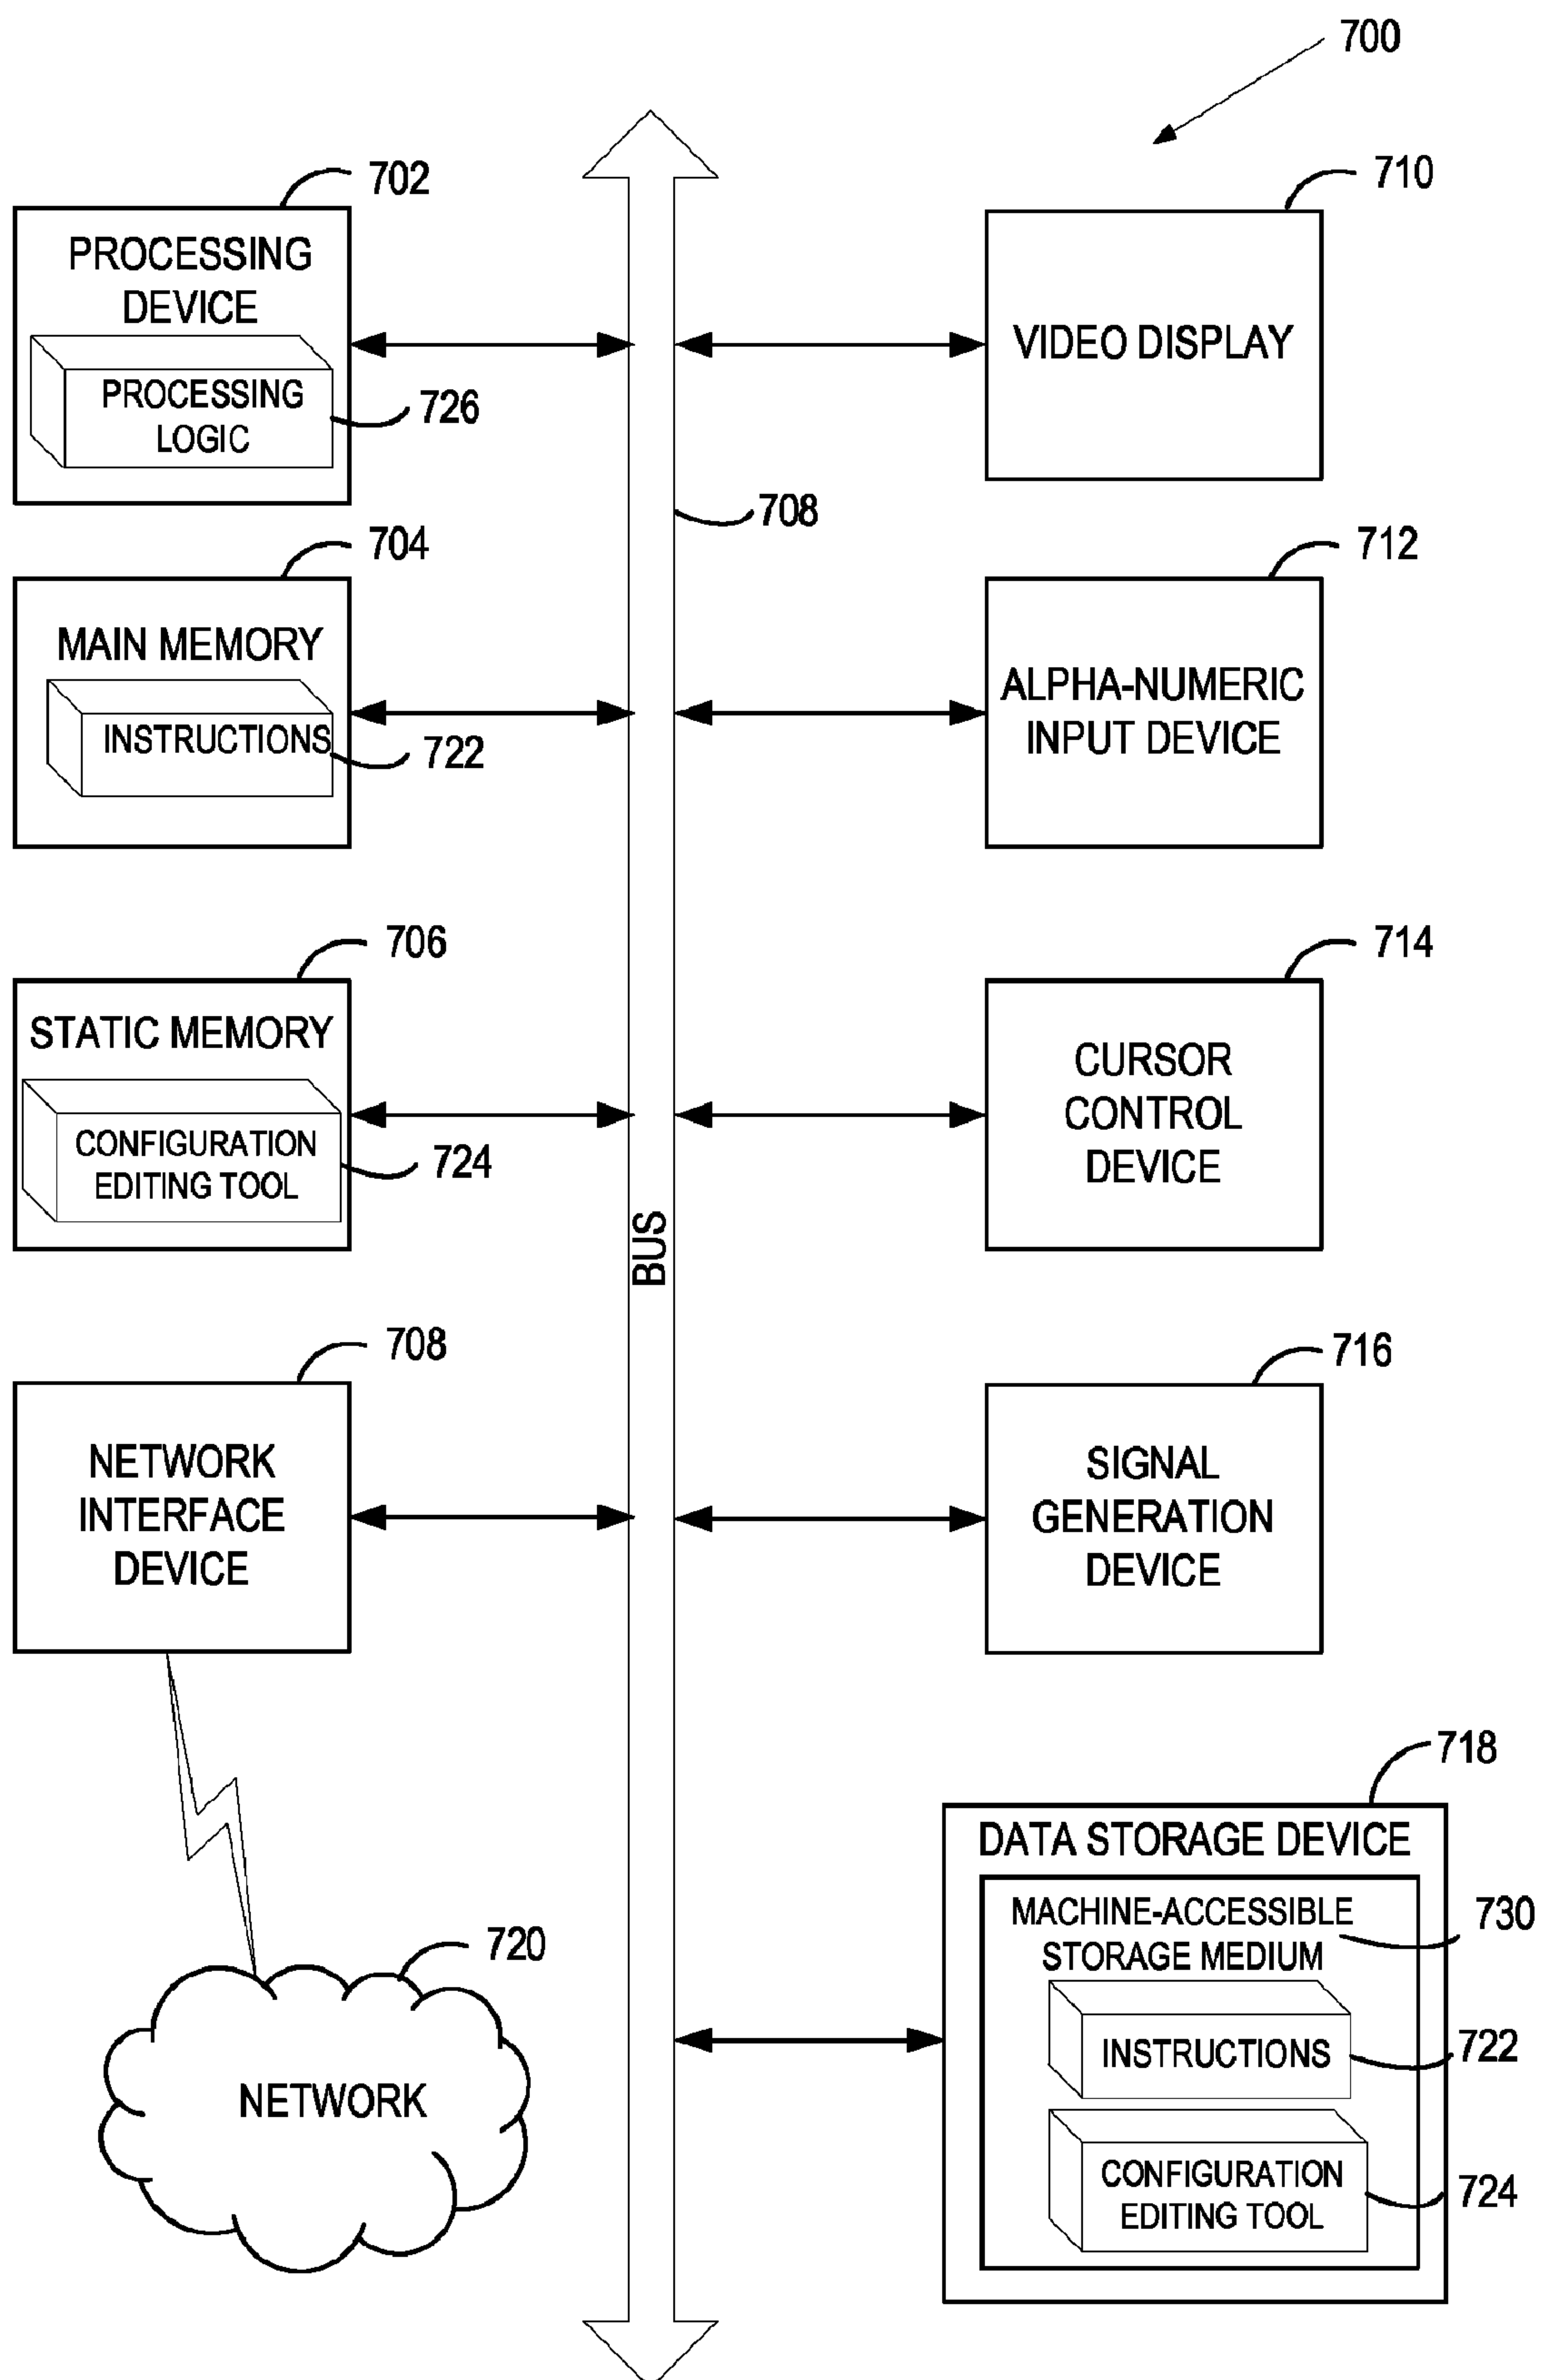 700
702
PROCESSING
DEVICE
PROCESSING
LOGIC
726
710
VIDEO DISPLAY
708
704
MAIN MEMORY
INSTRUCTIONS
722
712
ALPHA-NUMERIC
INPUT DEVICE
706
STATIC MEMORY
CONFIGURATION
EDITING TOOL
724
714
CURSOR
CONTROL
DEVICE
BUS
708
NETWORK
INTERFACE
DEVICE
716
SIGNAL
GENERATION
DEVICE
718
DATA STORAGE DEVICE
MACHINE-ACCESSIBLE
STORAGE MEDIUM
730
INSTRUCTIONS
722
CONFIGURATION
EDITING TOOL
724
720
NETWORK